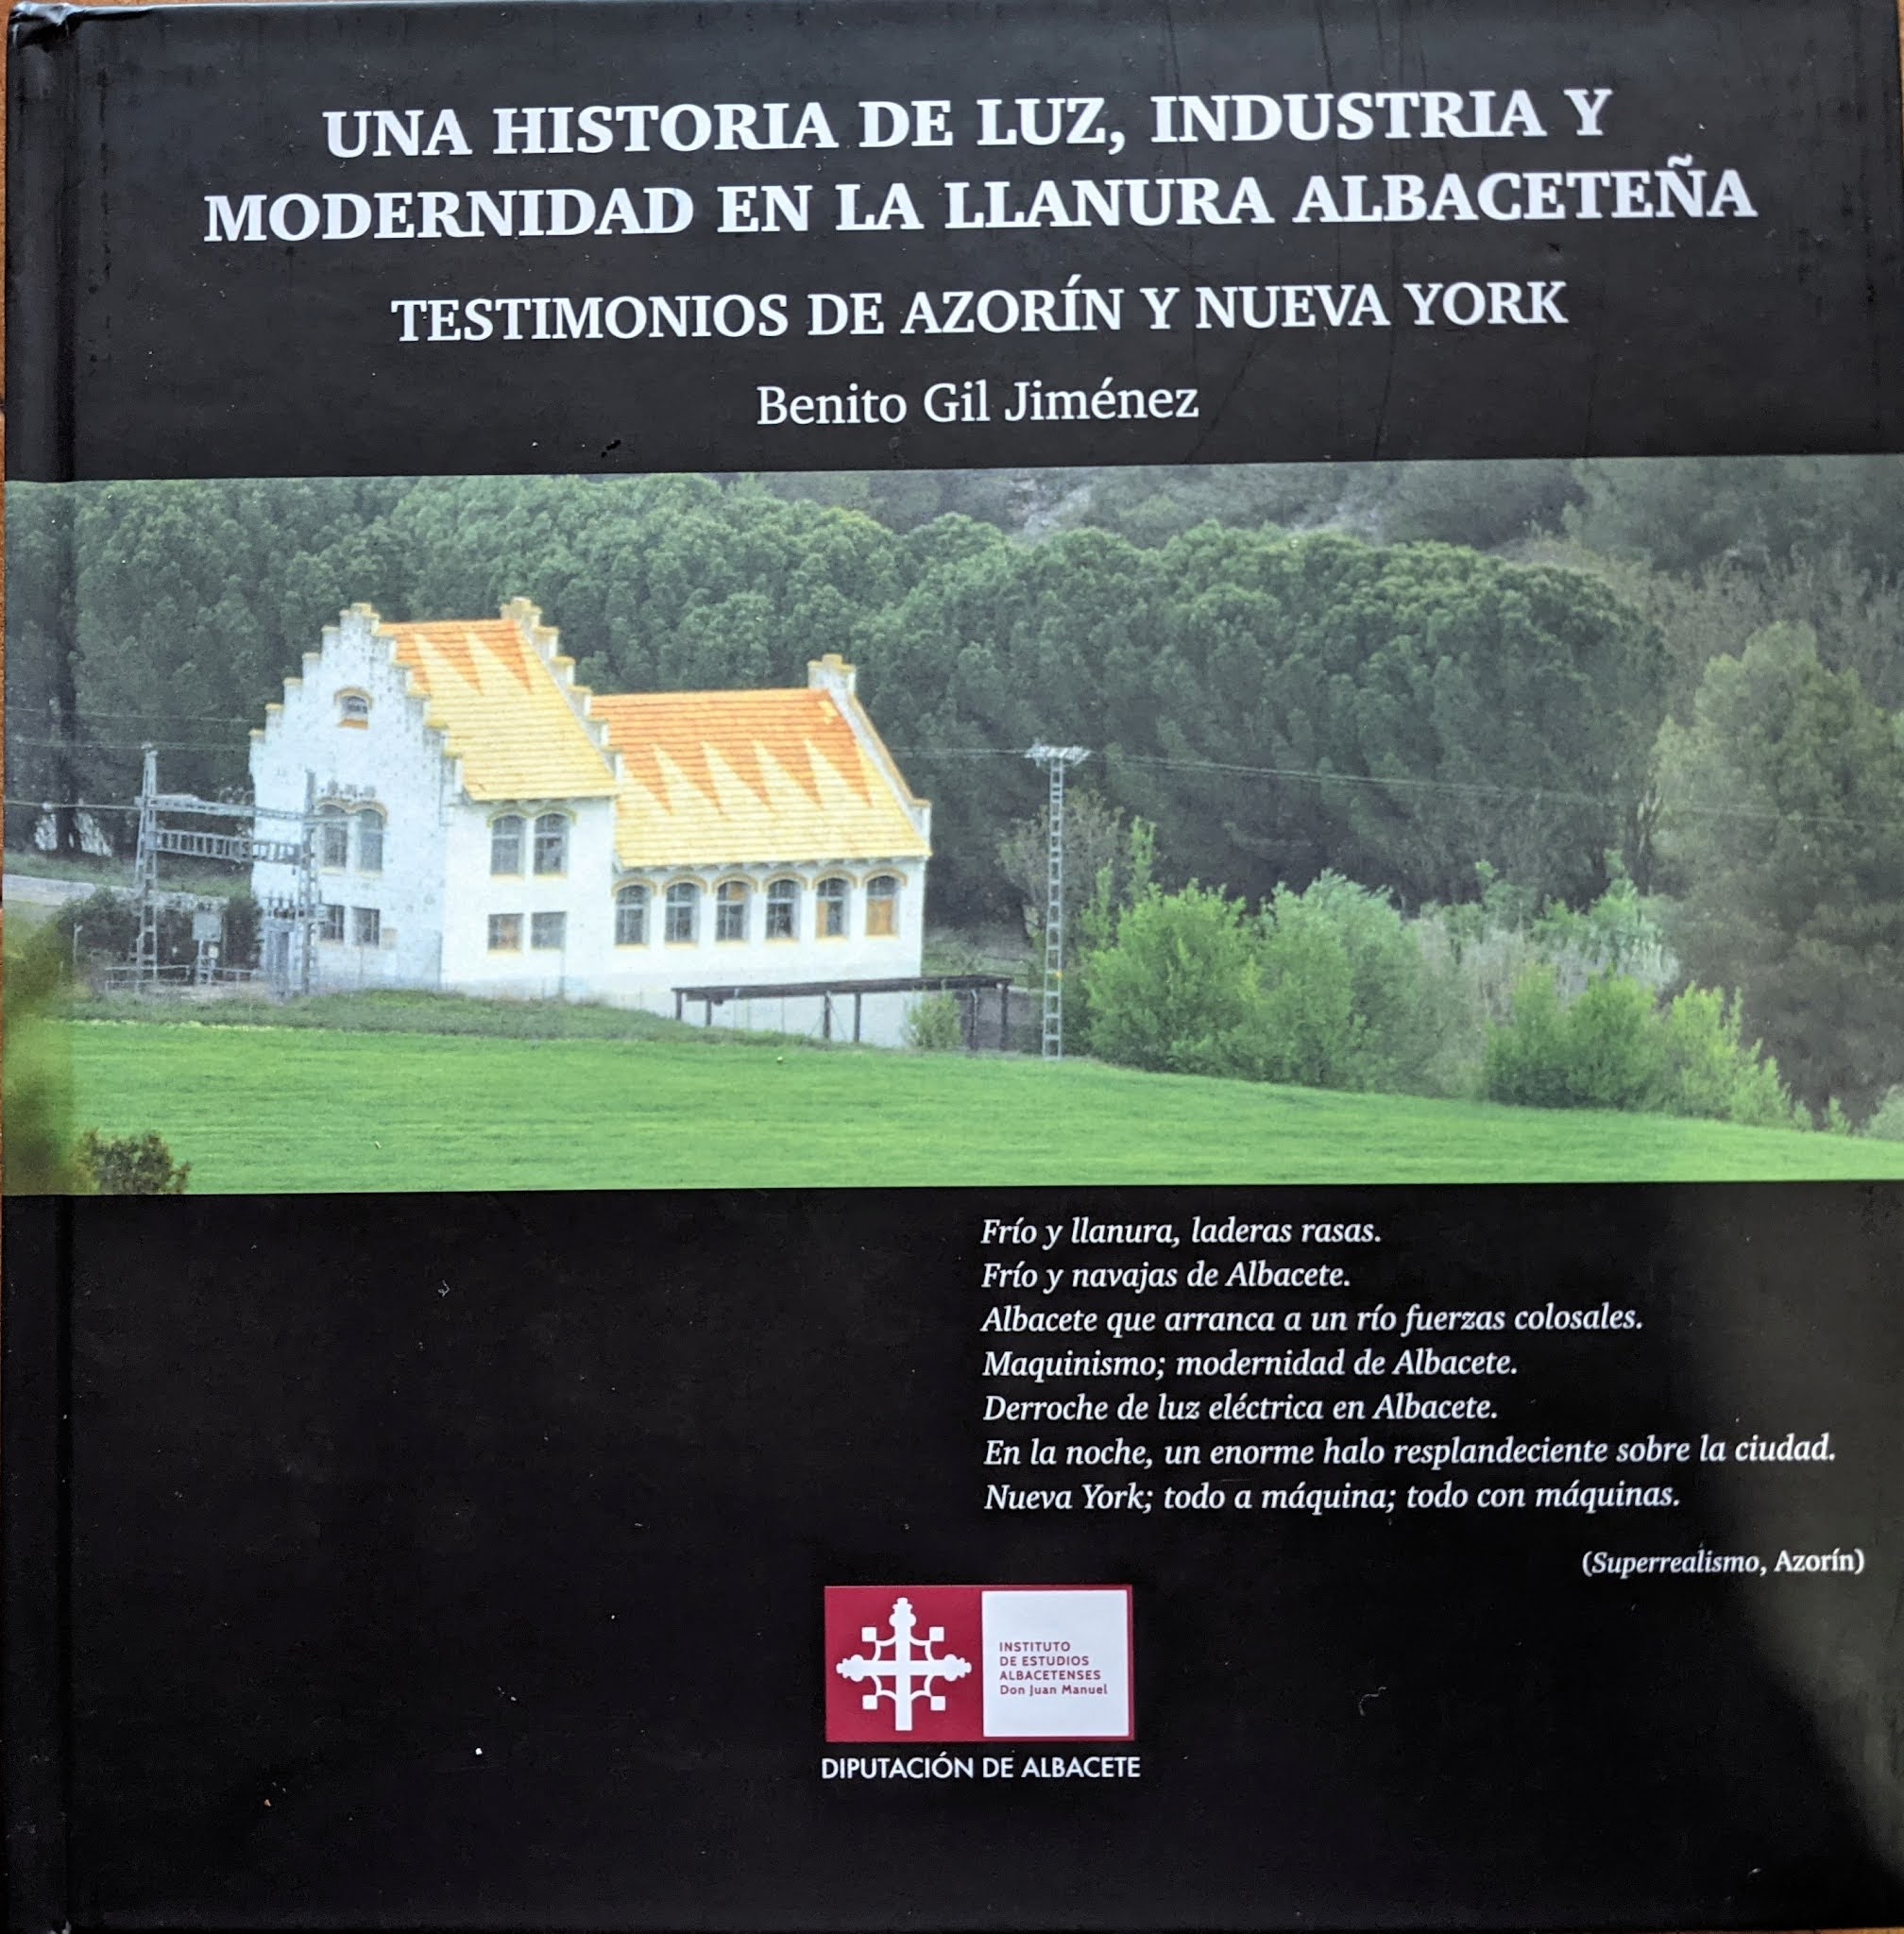 UNA HISTORIA DE LUZ, INDUSTRIA Y
MODERNIDAD EN LA LLANURA ALBACETEÑA
TESTIMONIOS DE AZORÍN Y NUEVA YORK
Benito Gil Jiménez
Frío y llanura, laderas rasas.
Frío y navajas de Albacete.
Albacete que arranca a un río fuerzas colosales.
Maquinismo; modernidad de Albacete.
Derroche de luz eléctrica en Albacete.
En la noche, un enorme halo resplandeciente sobre la ciudad.
Nueva York; todo a máquina; todo con máquinas.
(Superrealismo, Azorín)
INSTITUTO
DE ESTUDIOS
ALBACETENSES
Don Juan Manuel
DIPUTACIÓN DE ALBACETE